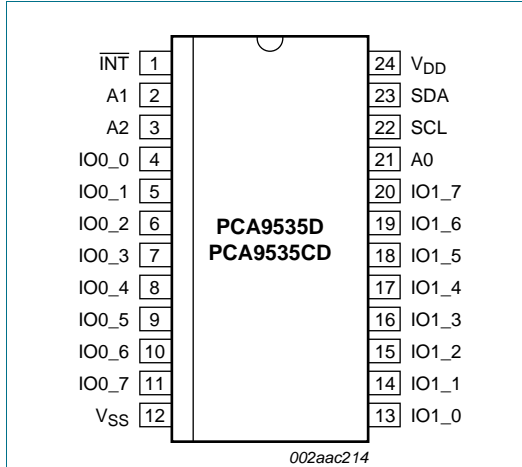 INT 1 24 VDD
A1 2 23 SDA
A2 3 22 SCL
IO0_0 4 21 A0
IO0_1 5 20 IO1_7
IO0_2 6 19 IO1_6
PCA9535D
IO0_3 7 18 IO1_5
PCA9535CD
IO0_4 8 17 IO1_4
IO0_5 9 16 IO1_3
IO0_6 10 15 IO1_2
IO0_7 11 14 IO1_1
VSS 12 13 IO1_0
002aac214